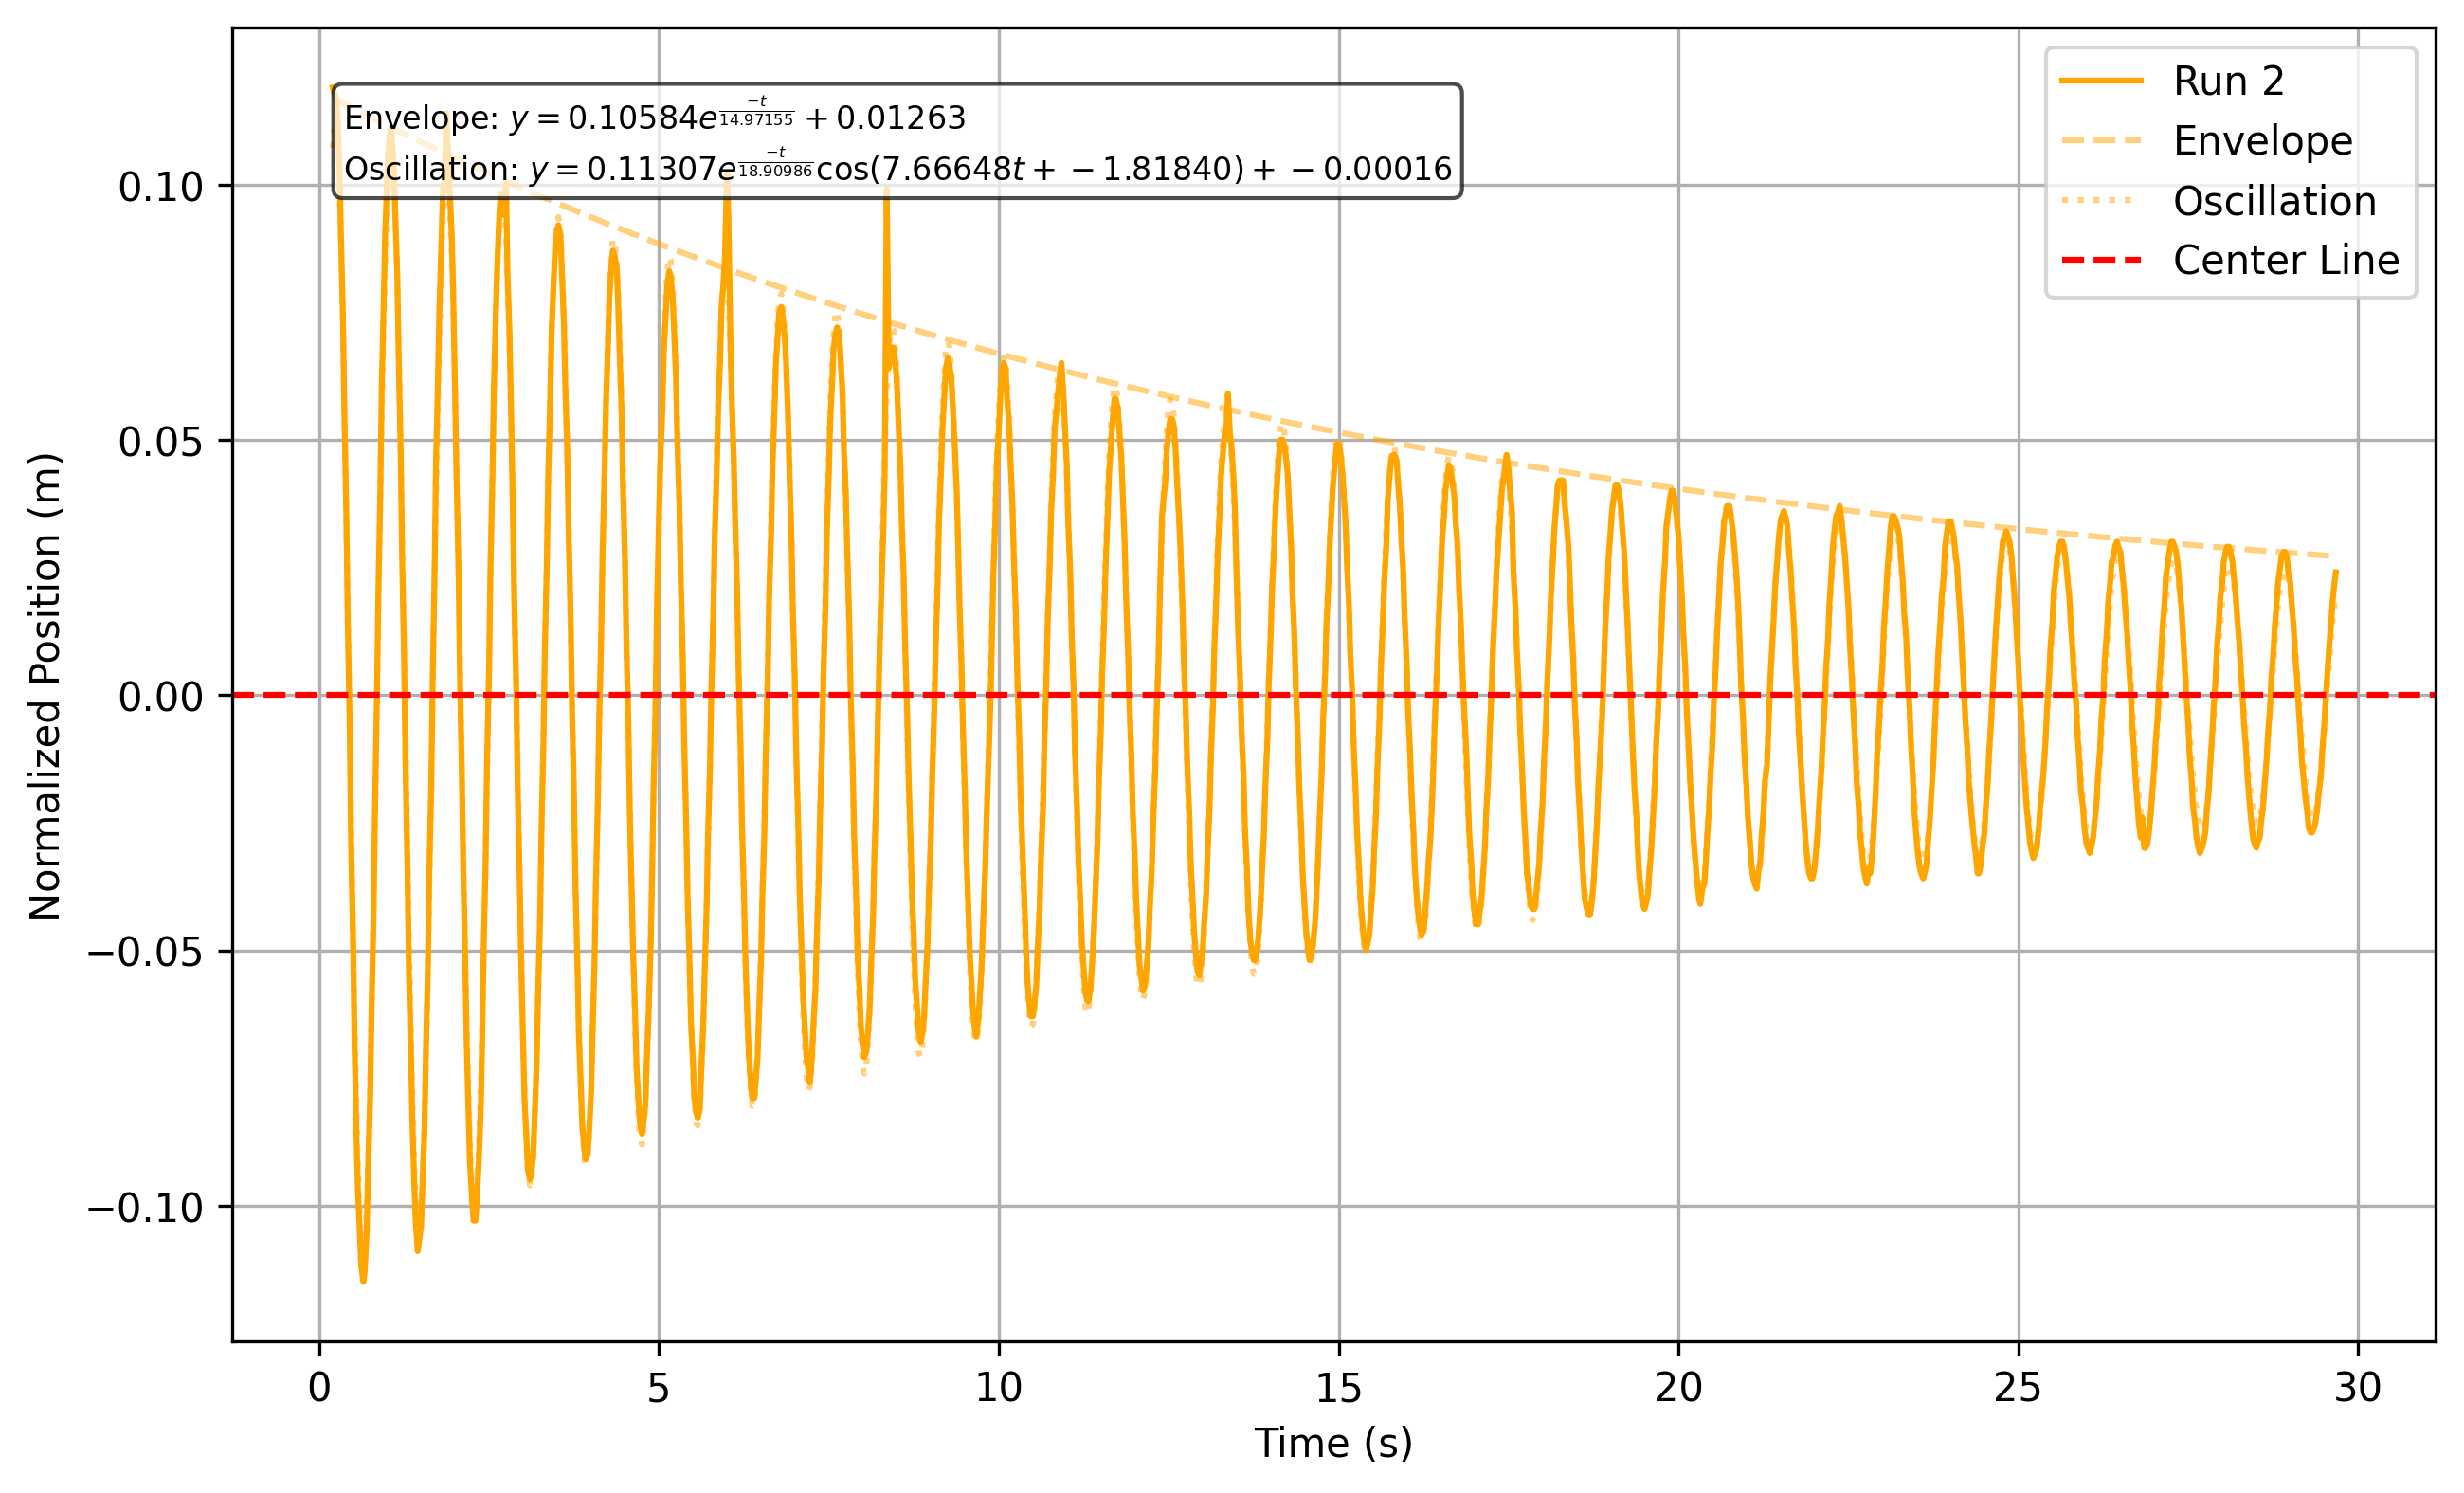 Envelope: y = 0.10584e^{\frac{-t}{14.97155}} + 0.01263
Oscillation: y = 0.11307e^{\frac{-t}{18.90986}}cos(7.66648t + −1.81840) + −0.00016
Run 2
Envelope
Oscillation
Center Line
0.10
0.05
0.00
−0.05
−0.10
Normalized Position (m)
0 5 10 15 20 25 30
Time (s)